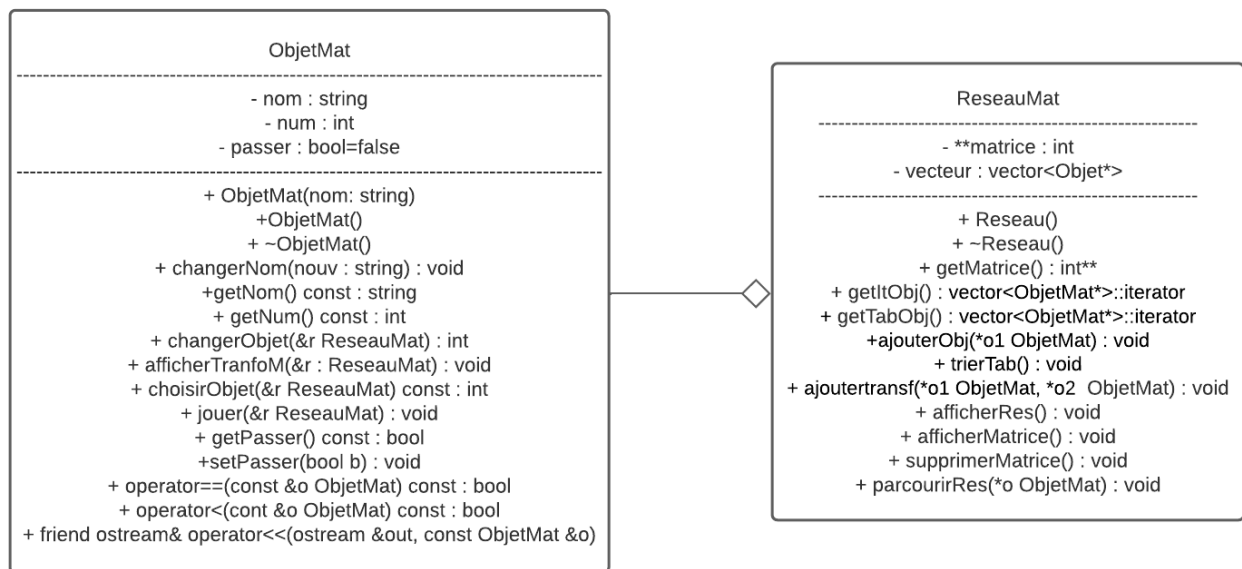 ObjetMat
- nom : string
- num : int
- passer : bool=false
+ ObjetMat(nom: string)
+ObjetMat()
+ ~ObjetMat()
+ changerNom(nouv : string) : void
+getNom() const : string
+ getNum() const : int
+ changerObjet(&r ReseauMat) : int
+ afficherTranfoM(&r : ReseauMat) : void
+ choisirObjet(&r ReseauMat) const : int
+ jouer(&r ReseauMat) : void
+ getPasser() const : bool
+setPasser(bool b) : void
+ operator==(const &o ObjetMat) const : bool
+ operator<(cont &o ObjetMat) const : bool
+ friend ostream& operator<<(ostream &out, const ObjetMat &o)
ReseauMat
- **matrice : int
- vecteur : vector<Objet*>
+ Reseau()
+ ~Reseau()
+ getMatrice() : int**
+ getItObj() : vector<ObjetMat*>::iterator
+ getTabObj() : vector<ObjetMat*>::iterator
+ajouterObj(*o1 ObjetMat) : void
+ trierTab() : void
+ ajoutertransf(*o1 ObjetMat, *o2 ObjetMat) : void
+ afficherRes() : void
+ afficherMatrice() : void
+ supprimerMatrice() : void
+ parcourirRes(*o ObjetMat) : void